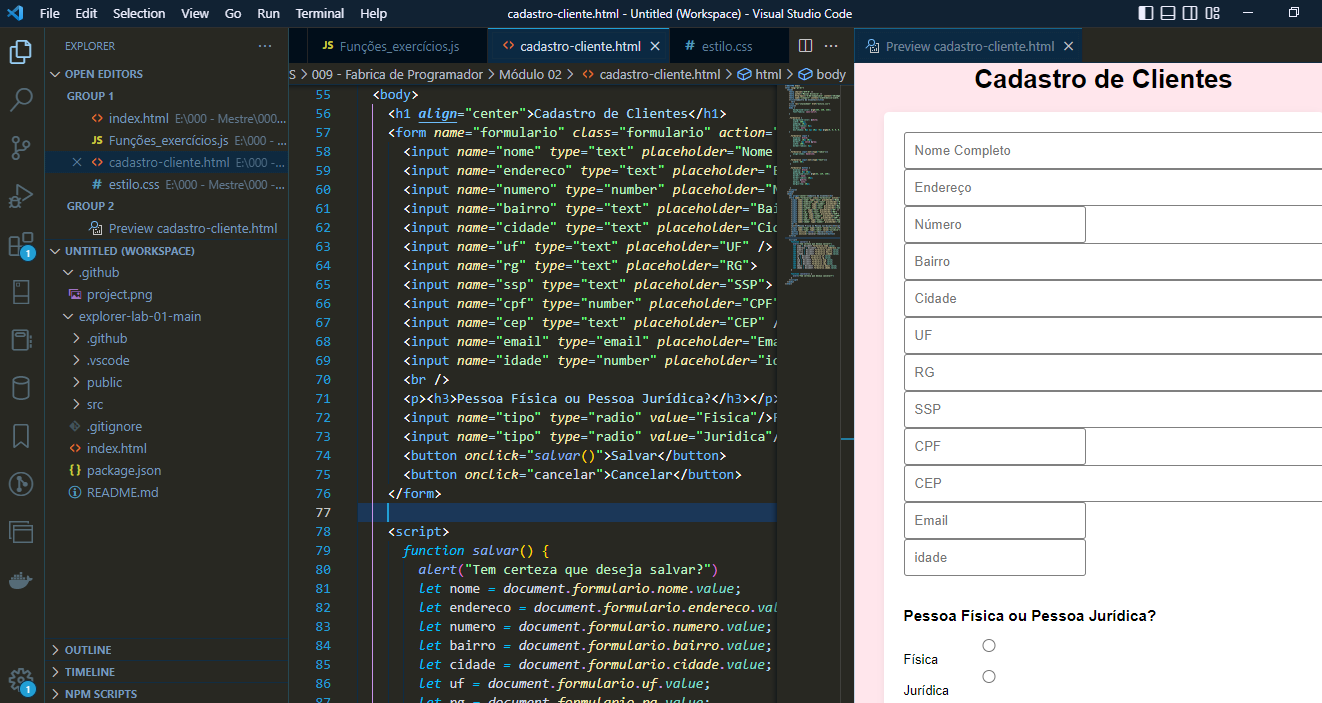 File Edit Selection View Go Run Terminal Help cadastro-cliente.html - Untitled (Workspace) - Visual Studio Code
EXPLORER ···
OPEN EDITORS
GROUP 1
<> index.html E:\000 - Mestre\000...
JS Funções_exercícios.js E:\000 - ...
<> cadastro-cliente.html E:\000 - ...
# estilo.css E:\000 - Mestre\000 - ...
GROUP 2
Preview cadastro-cliente.html
UNTITLED (WORKSPACE)
.github
project.png
explorer-lab-01-main
.github
.vscode
public
src
.gitignore
<> index.html
{} package.json
README.md
OUTLINE
TIMELINE
NPM SCRIPTS
1
1
JS Funções_exercícios.js <> cadastro-cliente.html # estilo.css ···
S > 009 - Fabrica de Programador > Módulo 02 > <> cadastro-cliente.html > html > body
55 <body>
56 <h1 align="center">Cadastro de Clientes</h1>
57 <form name="formulario" class="formulario" action="
58 <input name="nome" type="text" placeholder="Nome
59 <input name="endereco" type="text" placeholder="E
60 <input name="numero" type="number" placeholder="N
61 <input name="bairro" type="text" placeholder="Bai
62 <input name="cidade" type="text" placeholder="Cid
63 <input name="uf" type="text" placeholder="UF" />
64 <input name="rg" type="text" placeholder="RG">
65 <input name="ssp" type="text" placeholder="SSP">
66 <input name="cpf" type="number" placeholder="CPF"
67 <input name="cep" type="text" placeholder="CEP" /
68 <input name="email" type="email" placeholder="Ema
69 <input name="idade" type="number" placeholder="id
70 <br />
71 <p><h3>Pessoa Física ou Pessoa Jurídica?</h3></p>
72 <input name="tipo" type="radio" value="Fisica"/>F
73 <input name="tipo" type="radio" value="Juridica"/
74 <button onclick="salvar()">Salvar</button>
75 <button onclick="cancelar">Cancelar</button>
76 </form>
77
78 <script>
79 function salvar() {
80 alert("Tem certeza que deseja salvar?")
81 let nome = document.formulario.nome.value;
82 let endereco = document.formulario.endereco.val
83 let numero = document.formulario.numero.value;
84 let bairro = document.formulario.bairro.value;
85 let cidade = document.formulario.cidade.value;
86 let uf = document.formulario.uf.value;
87 let rg = document.formulario.rg.value;
Preview cadastro-cliente.html
Cadastro de Clientes
Nome Completo
Endereço
Número
Bairro
Cidade
UF
RG
SSP
CPF
CEP
Email
idade
Pessoa Física ou Pessoa Jurídica?
Física
Jurídica